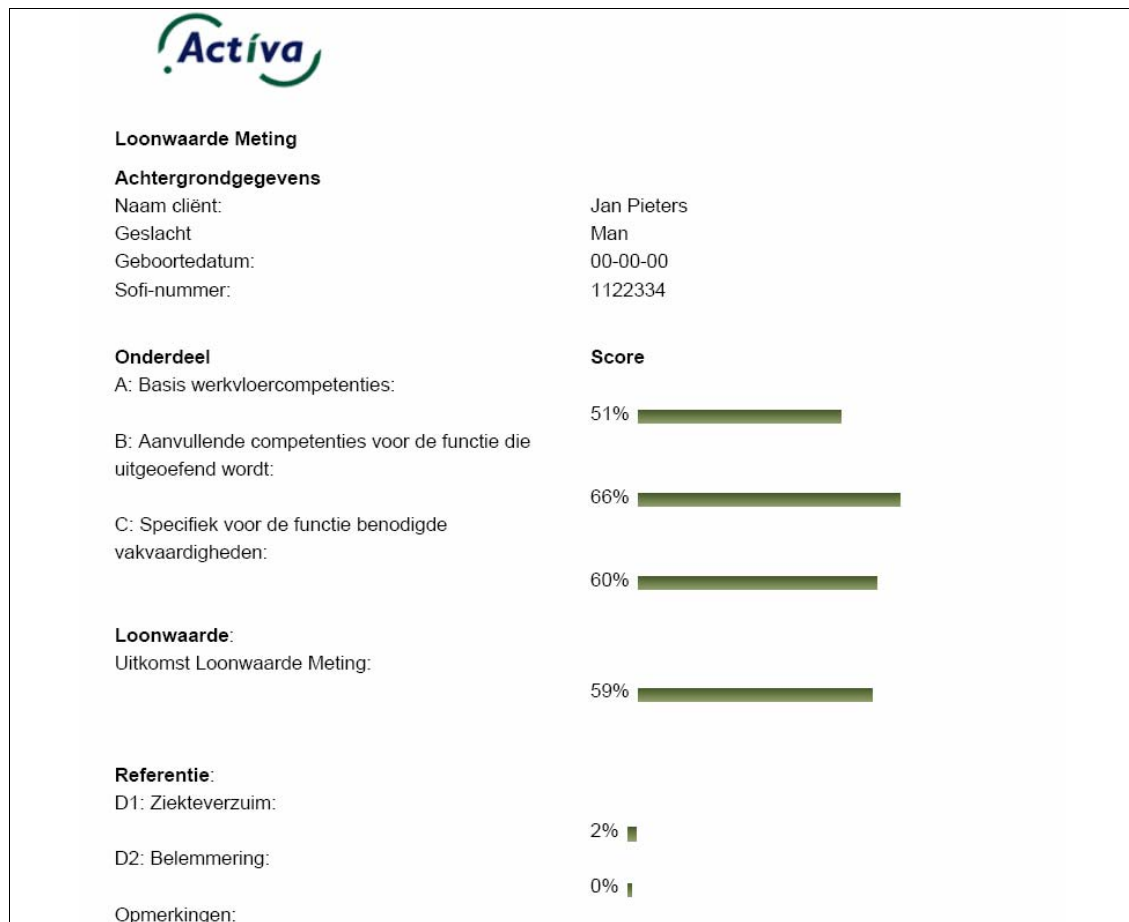 Actíva
Loonwaarde Meting
Achtergrondgegevens
Naam cliënt: Jan Pieters
Geslacht Man
Geboortedatum: 00-00-00
Sofi-nummer: 1122334
Onderdeel Score
A: Basis werkvloercompetenties:
51%
B: Aanvullende competenties voor de functie die
uitgeoefend wordt:
66%
C: Specifiek voor de functie benodigde
vakvaardigheden:
60%
Loonwaarde:
Uitkomst Loonwaarde Meting:
59%
Referentie:
D1: Ziekteverzuim:
2%
D2: Belemmering:
0%
Opmerkingen: